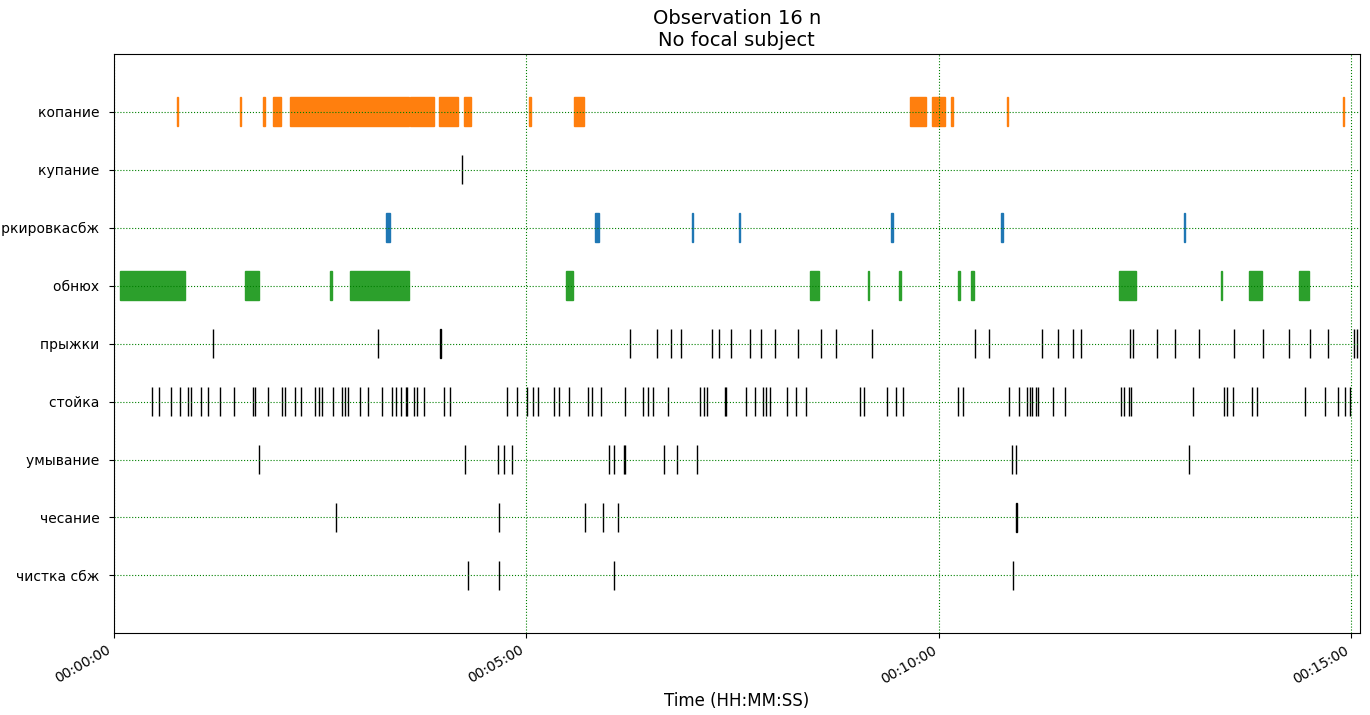 Observation 16 n
No focal subject
копание
купание
ркировкасбж
обнюх
прыжки
стойка
умывание
чесание
чистка сбж
00:00:00
00:05:00
00:10:00
00:15:00
Time (HH:MM:SS)